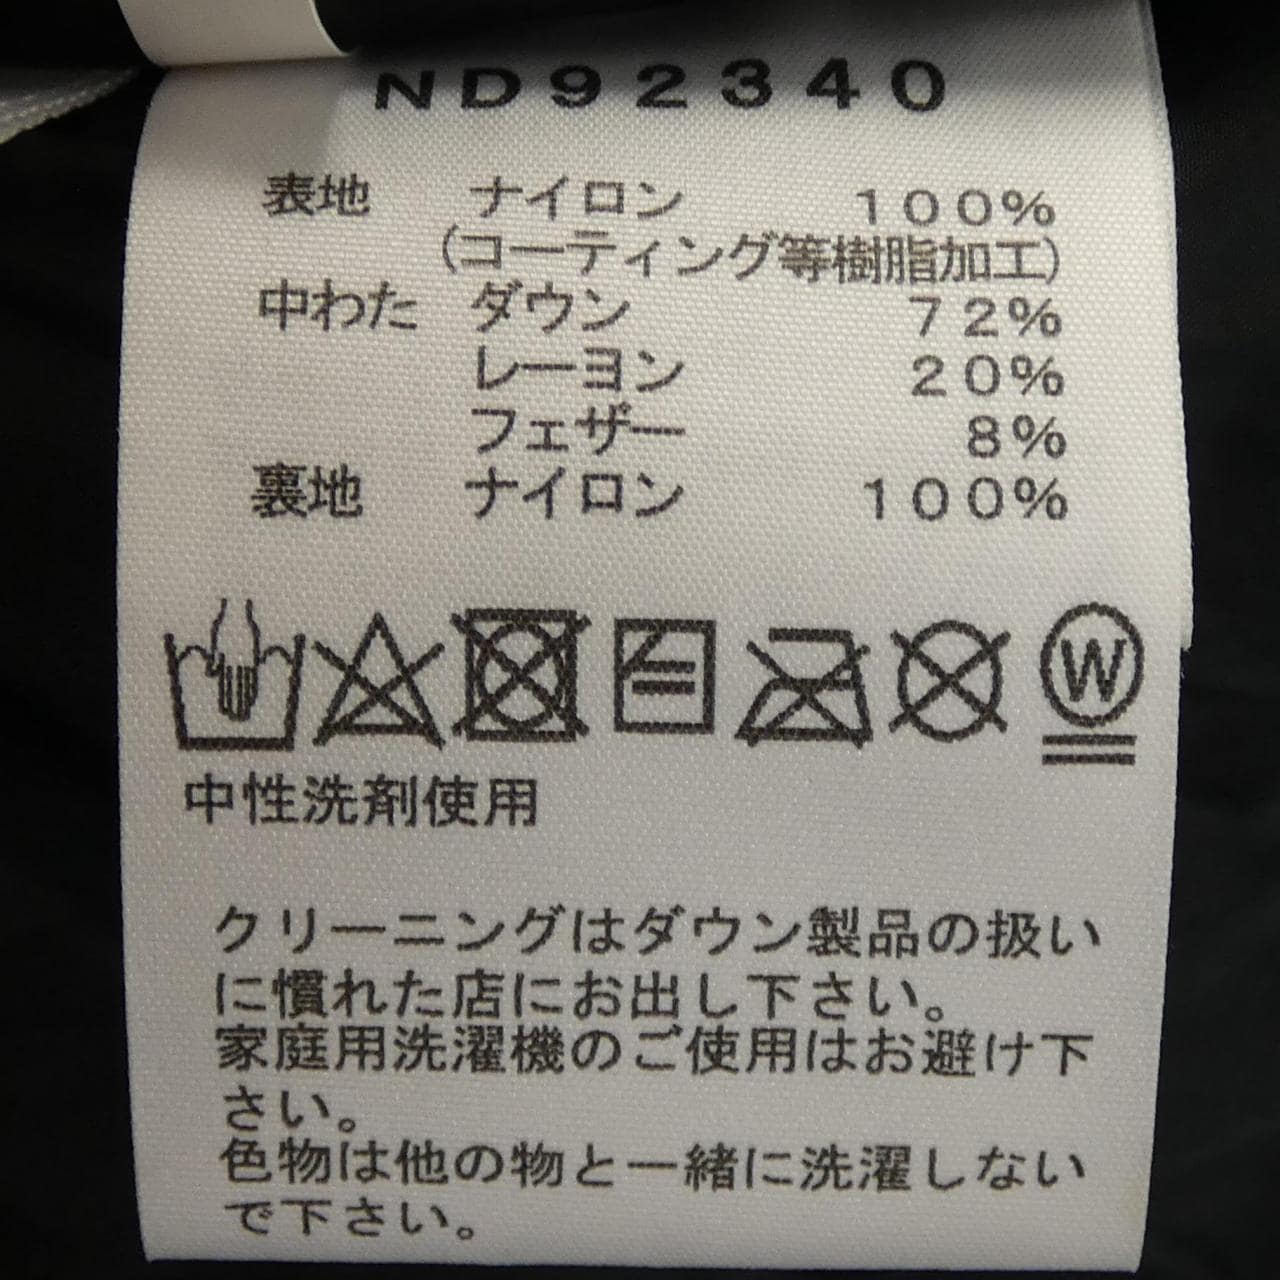 ND92340
表地 ナイロン 100%
(コーティング等樹脂加工)
中わた ダウン 72%
レーヨン 20%
フェザー 8%
裏地 ナイロン 100%
W
中性洗剤使用
クリーニングはダウン製品の扱い
に慣れた店にお出し下さい。
家庭用洗濯機のご使用はお避け下
さい。
色物は他の物と一緒に洗濯しない
で下さい。